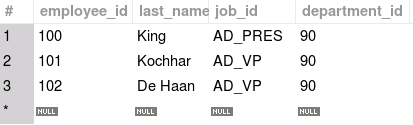 # employee_id last_name job_id department_id
1 100 King AD_PRES 90
2 101 Kochhar AD_VP 90
3 102 De Haan AD_VP 90
* NULL NULL NULL NULL